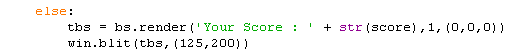 else:
    tbs = bs.render('Your Score : ' + str(score),1,(0,0,0))
    win.blit(tbs,(125,200))